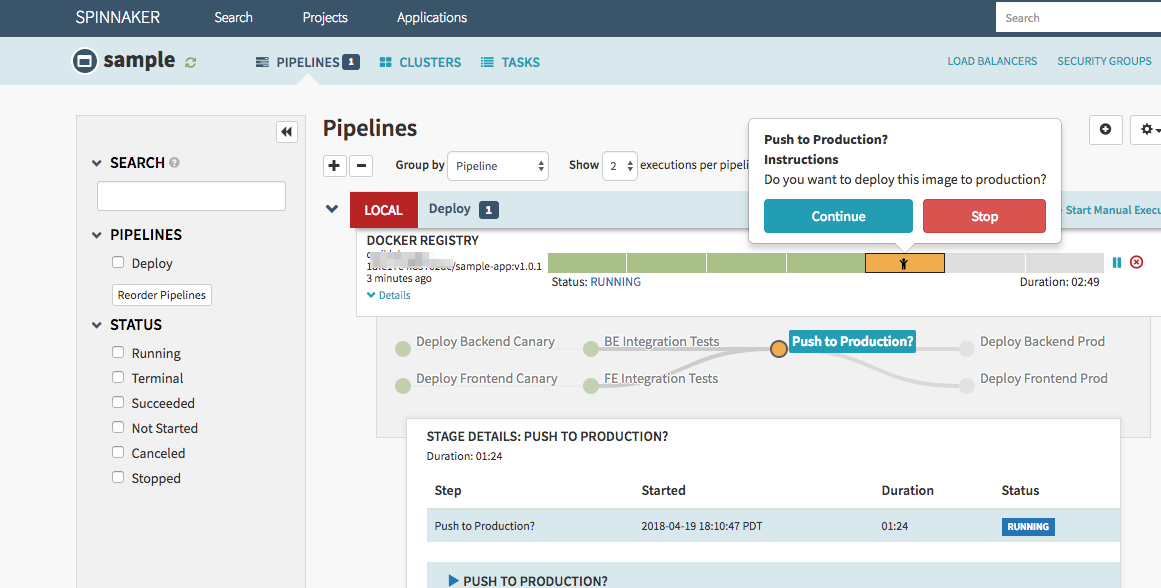 SPINNAKER Search Projects Applications Search
sample PIPELINES 1 CLUSTERS TASKS LOAD BALANCERS SECURITY GROUPS
SEARCH
PIPELINES
Deploy
Reorder Pipelines
STATUS
Running
Terminal
Succeeded
Not Started
Canceled
Stopped
Pipelines
Group by Pipeline Show 2 executions per
Push to Production?
Instructions
Do you want to deploy this image to production?
Continue Stop
LOCAL Deploy 1 Start Manual
DOCKER REGISTRY
/sample-app:v1.0.1
3 minutes ago
Status: RUNNING Duration: 02:49
Details
Deploy Backend Canary BE Integration Tests Push to Production? Deploy Backend Prod
Deploy Frontend Canary FE Integration Tests Deploy Frontend Prod
STAGE DETAILS: PUSH TO PRODUCTION?
Duration: 01:24
Step Started Duration Status
Push to Production? 2018-04-19 18:10:47 PDT 01:24 RUNNING
PUSH TO PRODUCTION?